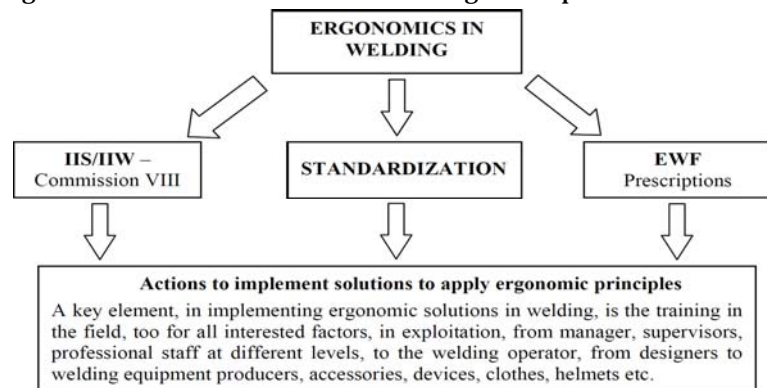 ERGONOMICS IN
WELDING
IIS/IIW –
Commission VIII
STANDARDIZATION
EWF
Prescriptions
Actions to implement solutions to apply ergonomic principles
A key element, in implementing ergonomic solutions in welding, is the training in
the field, too for all interested factors, in exploitation, from manager, supervisors,
professional staff at different levels, to the welding operator, from designers to
welding equipment producers, accessories, devices, clothes, helmets etc.